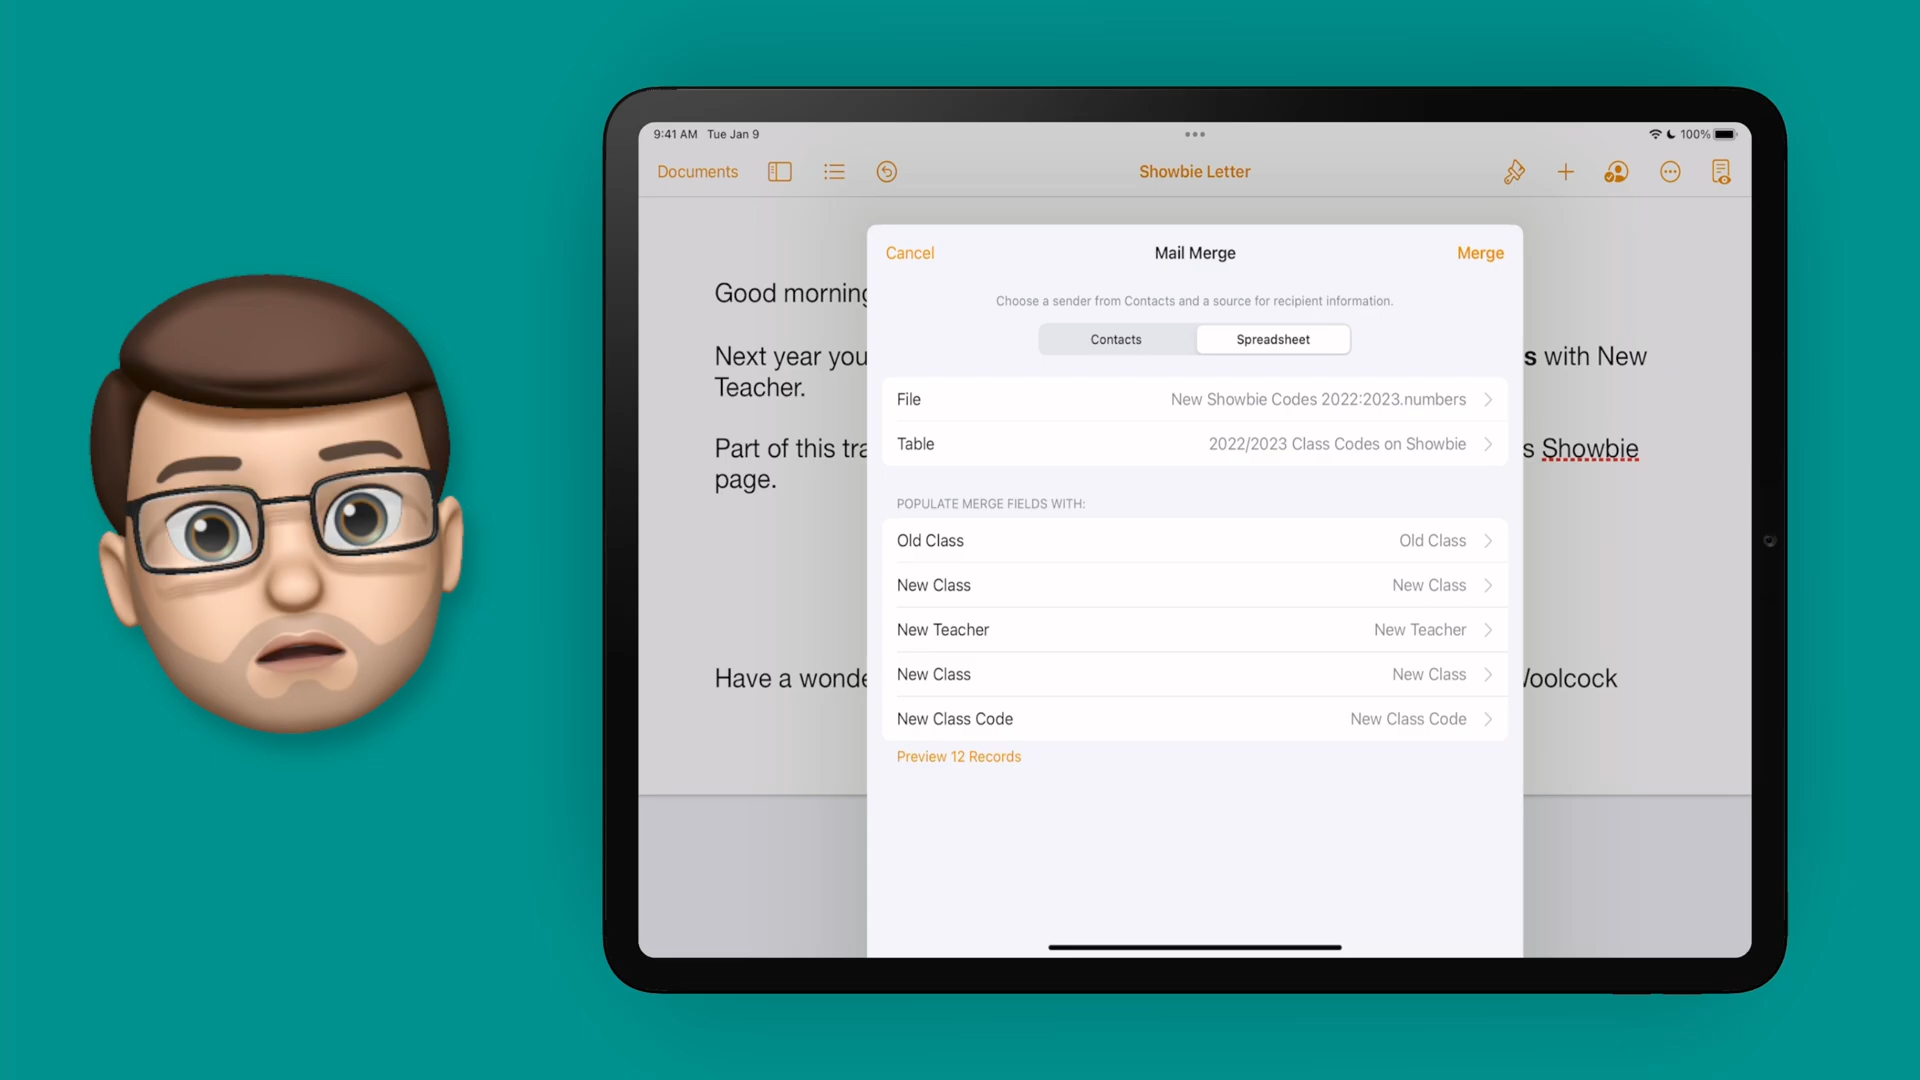 9:41 AM Tue Jan 9
100%
Documents
Showbie Letter
Good morning
Next year you
s with New
Teacher.
Part of this tra
s Showbie
page.
Have a wonde
oolcock
Cancel
Mail Merge
Merge
Choose a sender from Contacts and a source for recipient information.
Contacts
Spreadsheet
File
New Showbie Codes 2022:2023.numbers
Table
2022/2023 Class Codes on Showbie
POPULATE MERGE FIELDS WITH:
Old Class
Old Class
New Class
New Class
New Teacher
New Teacher
New Class
New Class
New Class Code
New Class Code
Preview 12 Records